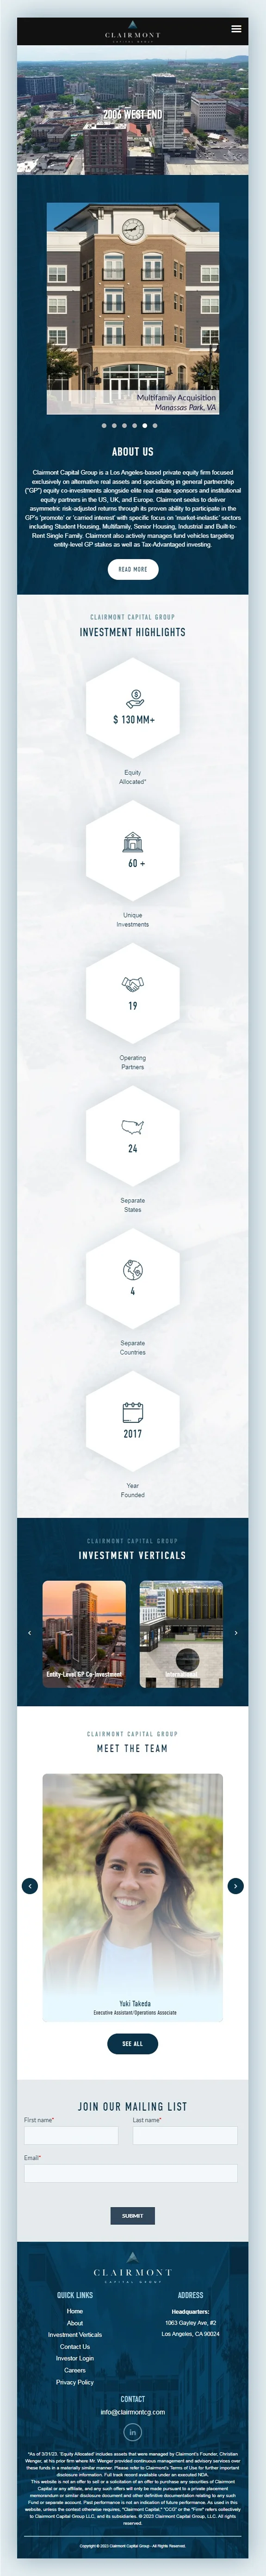 CLAIRMONT
CAPITAL GROUP
2006 WEST END
Multifamily Acquisition
Manassas Park, VA
ABOUT US
Clairmont Capital Group is a Los Angeles-based private equity firm focused
exclusively on alternative real assets and specializing in general partnership
("GP") equity co-investments alongside elite real estate sponsors and institutional
equity partners in the US, UK, and Europe. Clairmont seeks to deliver
asymmetric risk-adjusted returns through its proven ability to participate in the
GP's 'promote' or 'carried interest' with specific focus on 'market-inelastic' sectors
including Student Housing, Multifamily, Senior Housing, Industrial and Built-to-
Rent Single Family. Clairmont also actively manages fund vehicles targeting
entity-level GP stakes as well as Tax-Advantaged investing.
READ MORE
CLAIRMONT CAPITAL GROUP
INVESTMENT HIGHLIGHTS
$ 130 MM+
Equity
Allocated*
60 +
Unique
Investments
19
Operating
Partners
24
Separate
States
4
Separate
Countries
2017
Year
Founded
CLAIRMONT CAPITAL GROUP
INVESTMENT VERTICALS
Entity-Level GP Co-Investment
International
CLAIRMONT CAPITAL GROUP
MEET THE TEAM
Yuki Takeda
Executive Assistant/Operations Associate
SEE ALL
JOIN OUR MAILING LIST
First name*
Last name*
Email*
SUBMIT
CLAIRMONT
CAPITAL GROUP
QUICK LINKS
Home
About
Investment Verticals
Contact Us
Investor Login
Careers
Privacy Policy
ADDRESS
Headquarters:
1063 Gayley Ave, #2
Los Angeles, CA 90024
CONTACT
info@clairmontcg.com
in
*As of 3/31/23. 'Equity Allocated' includes assets that were managed by Clairmont's Founder, Christian
Wenger, at his prior firm where Mr. Wenger provided continuous management and advisory services over
these funds in a materially similar manner. Please refer to Clairmont's Terms of Use for further important
disclosure information. Full track record available under an executed NDA.
This website is not an offer to sell or a solicitation of an offer to purchase any securities of Clairmont
Capital or any affiliate, and any such offers will only be made pursuant to a private placement
memorandum or similar disclosure document and other definitive documentation relating to any such
Fund or separate account. Past performance is not an indication of future performance. As used in this
website, unless the context otherwise requires, "Clairmont Capital," "CCG" or the "Firm" refers collectively
to Clairmont Capital Group LLC, and its subsidiaries. © 2023 Clairmont Capital Group, LLC. All rights
reserved.
Copyright © 2023 Clairmont Capital Group - All Rights Reserved.